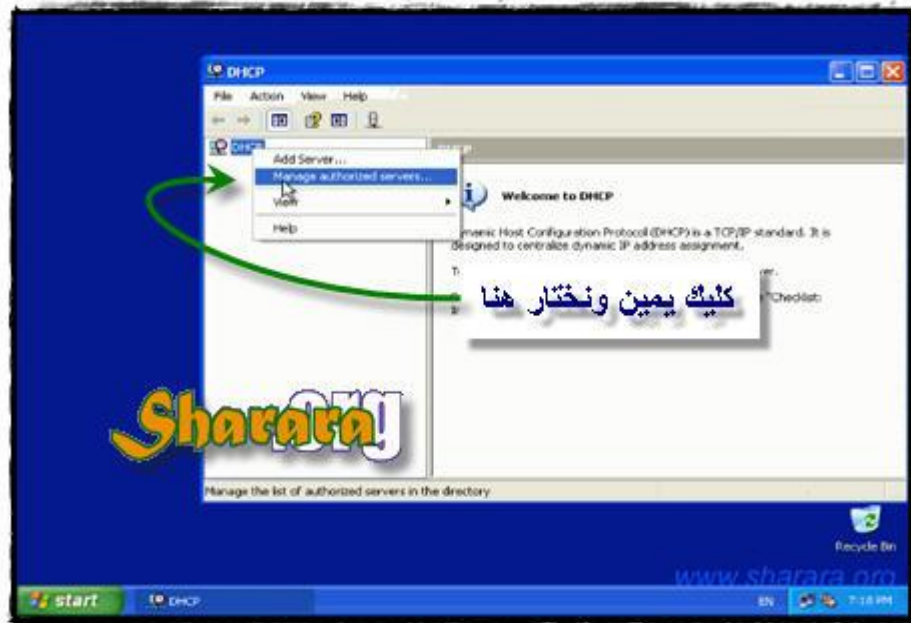 DHCP
File Action View Help
DHCP
Add Server...
Manage authorized servers...
View
Help
Welcome to DHCP
Dynamic Host Configuration Protocol (DHCP) is a TCP/IP standard. It is
designed to centralize dynamic IP address assignment.
"Checklist:
كليك يمين ونختار هنا
Sharara.org
Manage the list of authorized servers in the directory
Recycle Bin
www.sharara.org
start
DHCP
EN
7:18 PM